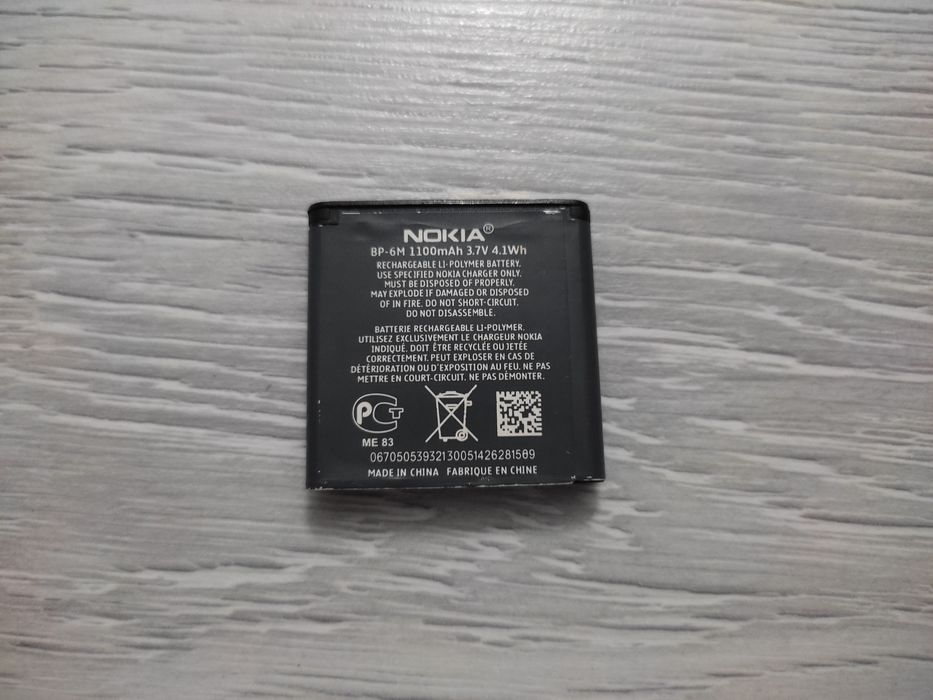 NOKIA®
BP-6M 1100mAh 3.7V 4.1Wh
RECHARGEABLE LI-POLYMER BATTERY.
USE SPECIFIED NOKIA CHARGER ONLY.
MUST BE DISPOSED OF PROPERLY.
MAY EXPLODE IF DAMAGED OR DISPOSED
OF IN FIRE. DO NOT SHORT-CIRCUIT.
DO NOT DISASSEMBLE.
BATTERIE RECHARGEABLE LI-POLYMER.
UTILISEZ EXCLUSIVEMENT LE CHARGEUR NOKIA
INDIQUÉ. DOIT ÊTRE RECYCLÉE OU JETÉE
CORRECTEMENT. PEUT EXPLOSER EN CAS DE
DÉTÉRIORATION OU D'EXPOSITION AU FEU. NE PAS
METTRE EN COURT-CIRCUIT. NE PAS DÉMONTER.
РСТ
ME 83
0670505393213005142628158­9
MADE IN CHINA FABRIQUE EN CHINE